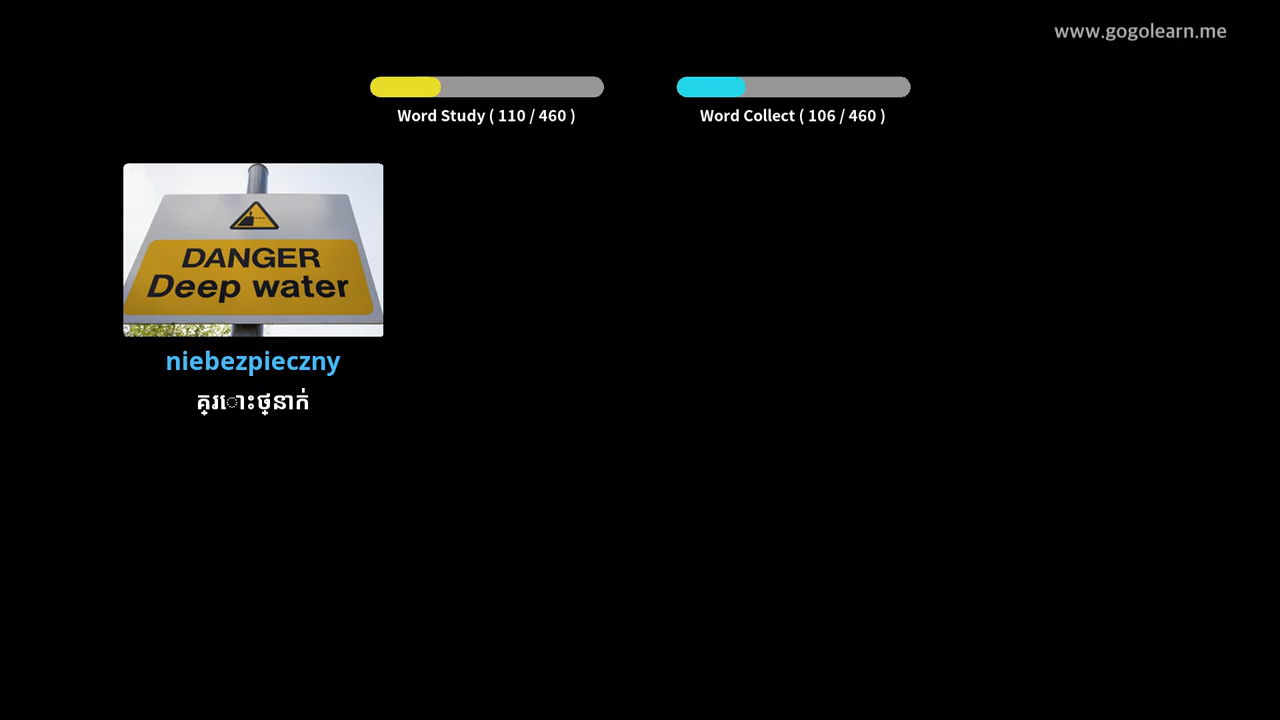 www.gogolearn.me
Word Study ( 110 / 460 )
Word Collect ( 106 / 460 )
DANGER
Deep water
niebezpieczny
គ្រោះថ្នាក់